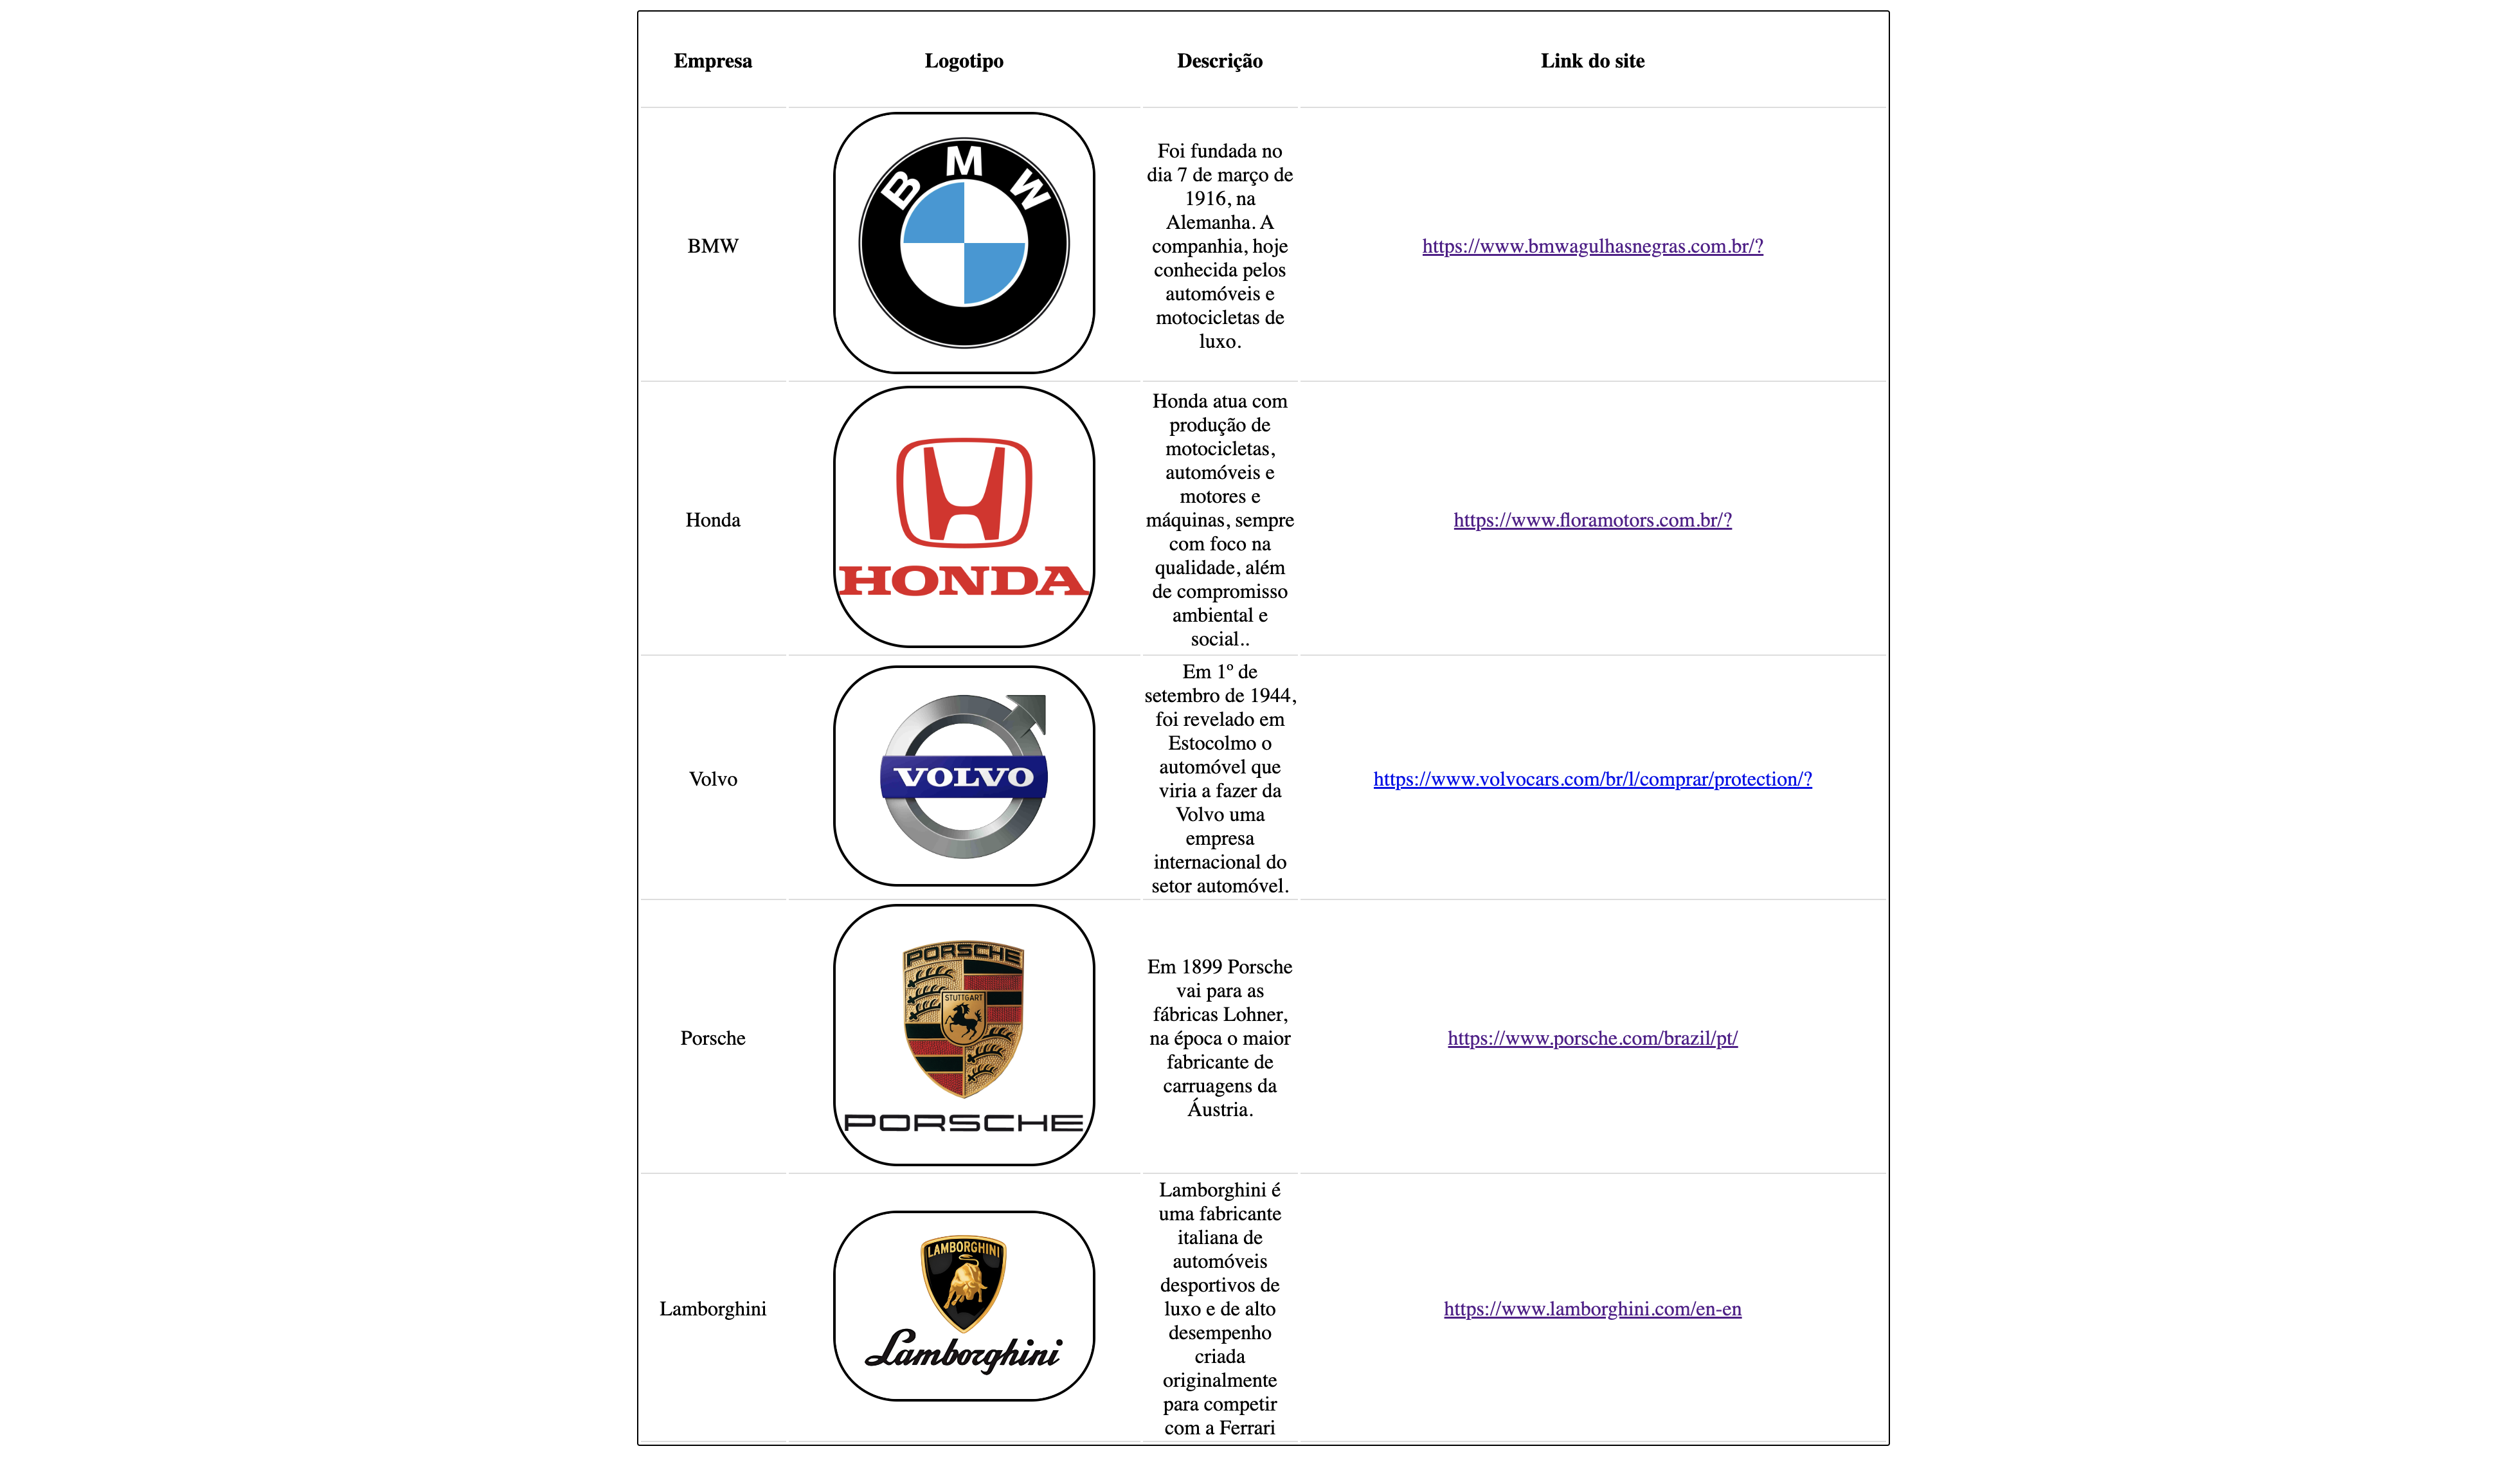 Empresa Logotipo Descrição Link do site
BMW
B M W
Foi fundada no
dia 7 de março de
1916, na
Alemanha. A
companhia, hoje
conhecida pelos
automóveis e
motocicletas de
luxo.
https://www.bmwagulhasnegras.com.br/?
Honda
HONDA
Honda atua com
produção de
motocicletas,
automóveis e
motores e
máquinas, sempre
com foco na
qualidade, além
de compromisso
ambiental e
social..
https://www.floramotors.com.br/?
Volvo
VOLVO
Em 1º de
setembro de 1944,
foi revelado em
Estocolmo o
automóvel que
viria a fazer da
Volvo uma
empresa
internacional do
setor automóvel.
https://www.volvocars.com/br/l/comprar/protection/?
Porsche
PORSCHE
STUTTGART
PORSCHE
Em 1899 Porsche
vai para as
fábricas Lohner,
na época o maior
fabricante de
carruagens da
Áustria.
https://www.porsche.com/brazil/pt/
Lamborghini
LAMBORGHINI
Lamborghini
Lamborghini é
uma fabricante
italiana de
automóveis
desportivos de
luxo e de alto
desempenho
criada
originalmente
para competir
com a Ferrari
https://www.lamborghini.com/en-en